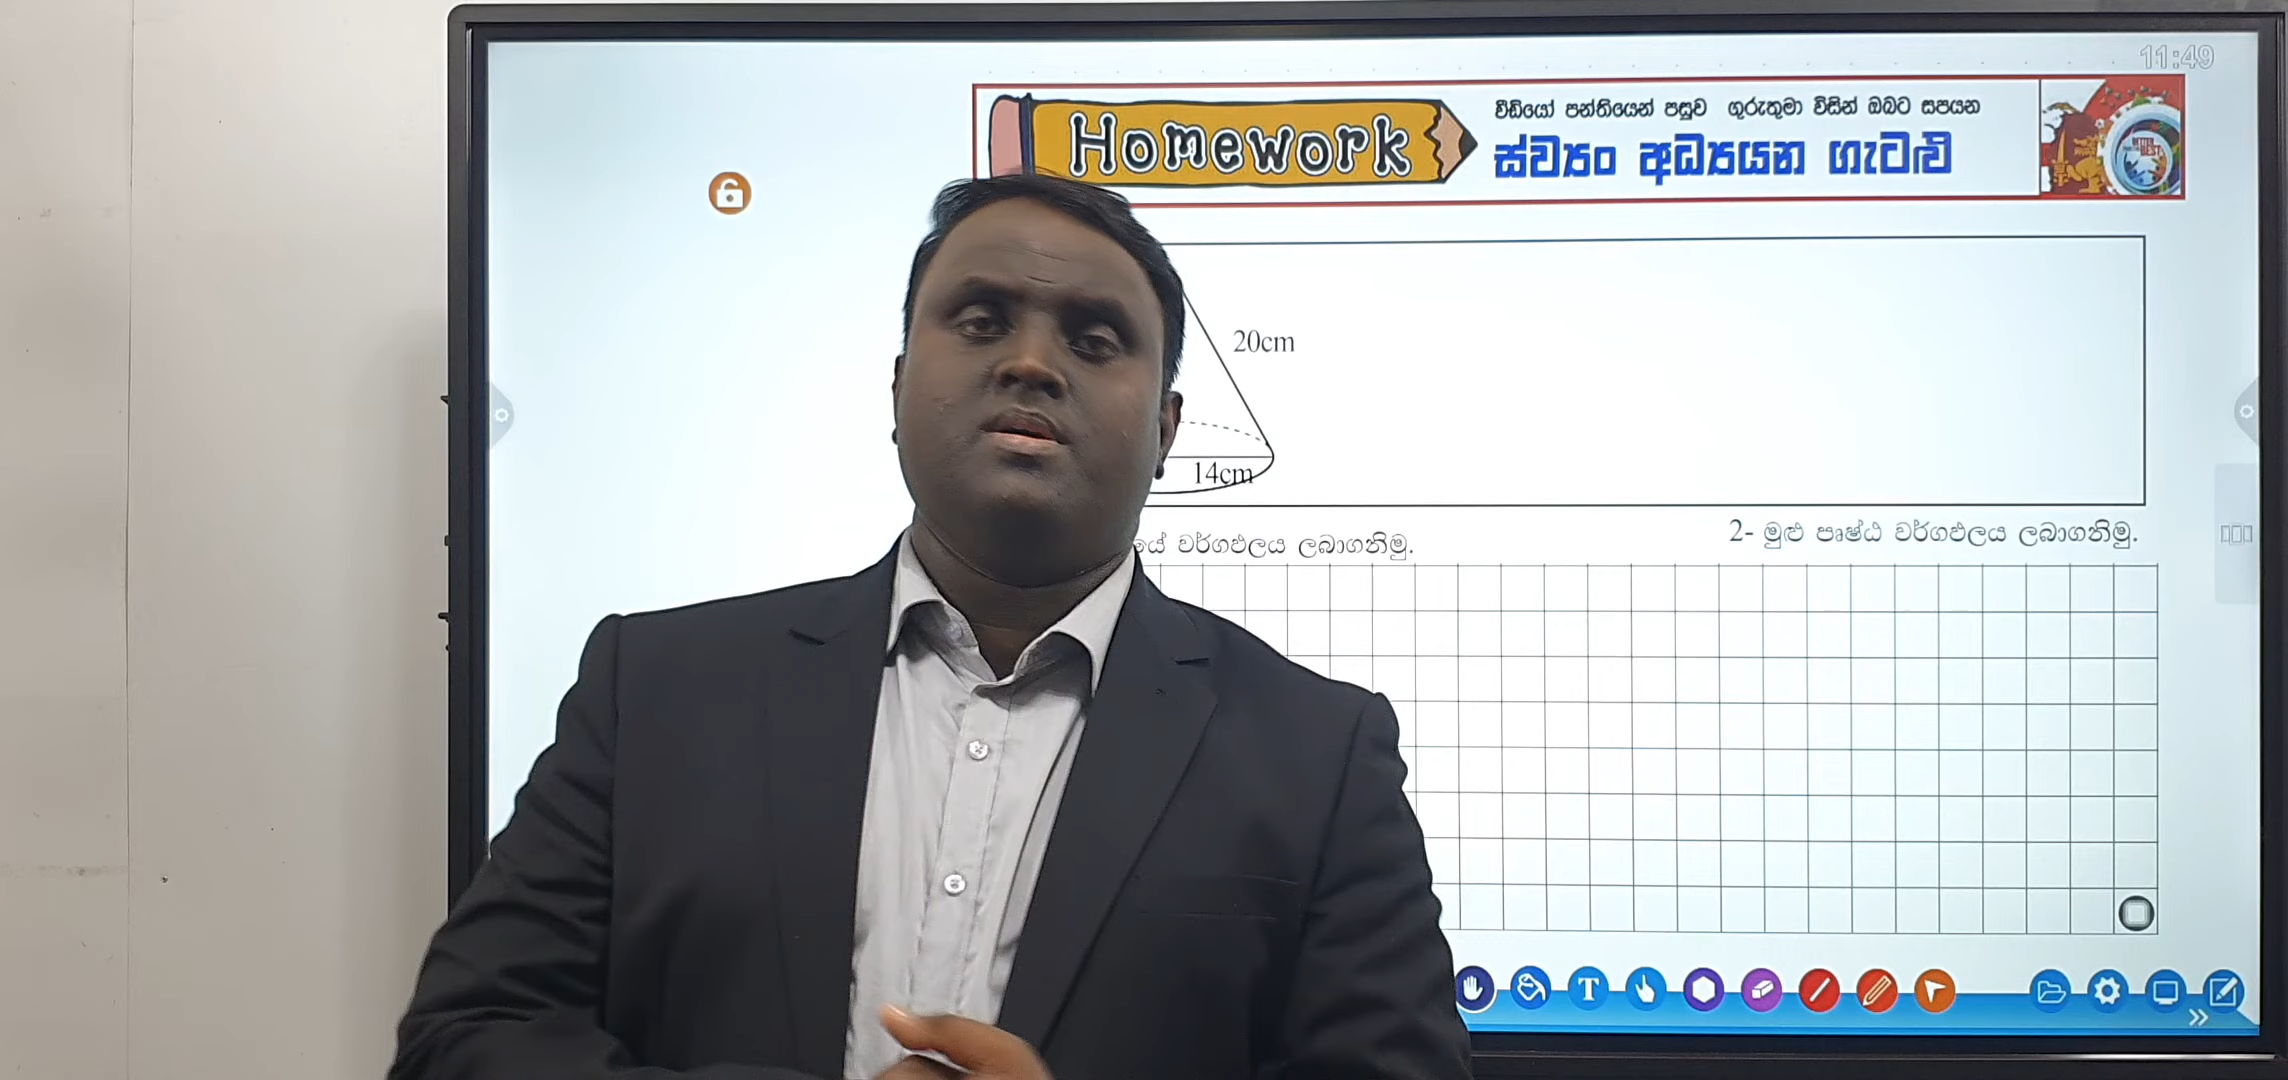 11:49
Homework
වීඩියෝ පන්තියෙන් පසුව ගුරුතුමා විසින් ඔබට සපයන
ස්වයං අධ්‍යයන ගැටළු
20cm
14cm
වර්ගඵලය ලබාගනිමු.
2- මුළු පෘෂ්ඨ වර්ගඵලය ලබාගනිමු.
T